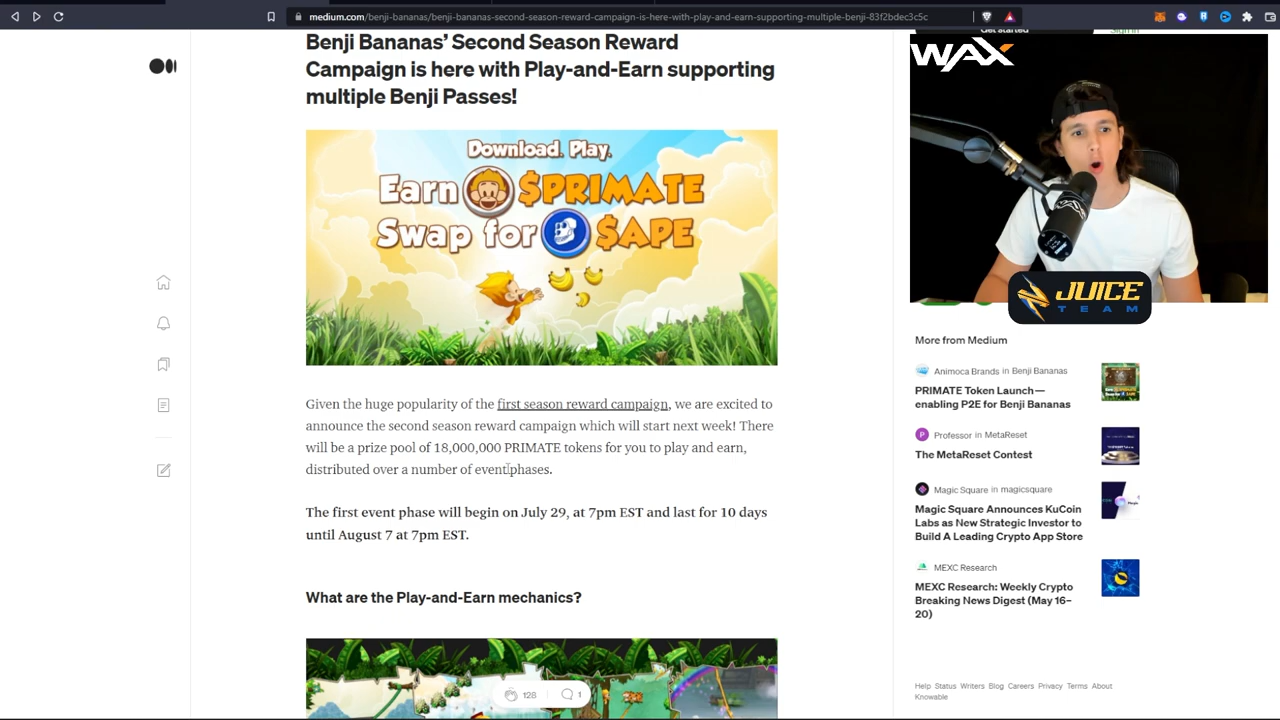 medium.com/benji-bananas/benji-bananas-second-season-reward-campaign-is-here-with-play-and-earn-supporting-multiple-benji-83f2bdec3c5c
Get started
Sign In
Benji Bananas’ Second Season Reward
Campaign is here with Play-and-Earn supporting
multiple Benji Passes!
Download. Play.
Earn $PRIMATE
Swap for $APE
Given the huge popularity of the first season reward campaign, we are excited to
announce the second season reward campaign which will start next week! There
will be a prize pool of 18,000,000 PRIMATE tokens for you to play and earn,
distributed over a number of event phases.
The first event phase will begin on July 29, at 7pm EST and last for 10 days
until August 7 at 7pm EST.
What are the Play-and-Earn mechanics?
128
1
WAX
JUICE
TEAM
More from Medium
Animoca Brands in Benji Bananas
PRIMATE Token Launch —
enabling P2E for Benji Bananas
P
Professor in MetaReset
The MetaReset Contest
Magic Square in magicsquare
Magic Square Announces KuCoin
Labs as New Strategic Investor to
Build A Leading Crypto App Store
MEXC Research
MEXC Research: Weekly Crypto
Breaking News Digest (May 16–
20)
Help Status Writers Blog Careers Privacy Terms About
Knowable